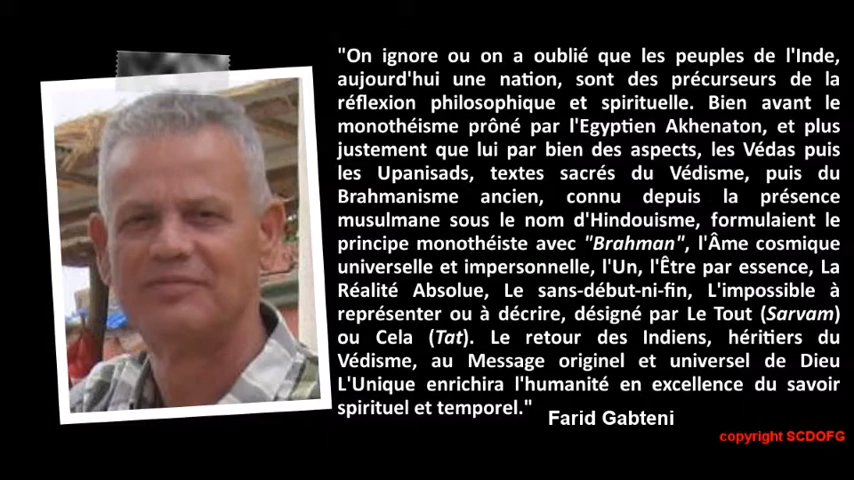 "On ignore ou on a oublié que les peuples de l'Inde,
aujourd'hui une nation, sont des précurseurs de la
réflexion philosophique et spirituelle. Bien avant le
monothéisme prôné par l'Egyptien Akhenaton, et plus
justement que lui par bien des aspects, les Védas puis
les Upanisads, textes sacrés du Védisme, puis du
Brahmanisme ancien, connu depuis la présence
musulmane sous le nom d'Hindouisme, formulaient le
principe monothéiste avec "Brahman", l'Âme cosmique
universelle et impersonnelle, l'Un, l'Être par essence, La
Réalité Absolue, Le sans-début-ni-fin, L'impossible à
représenter ou à décrire, désigné par Le Tout (Sarvam)
ou Cela (Tat). Le retour des Indiens, héritiers du
Védisme, au Message originel et universel de Dieu
L'Unique enrichira l'humanité en excellence du savoir
spirituel et temporel."
Farid Gabteni
copyright SCDOFG